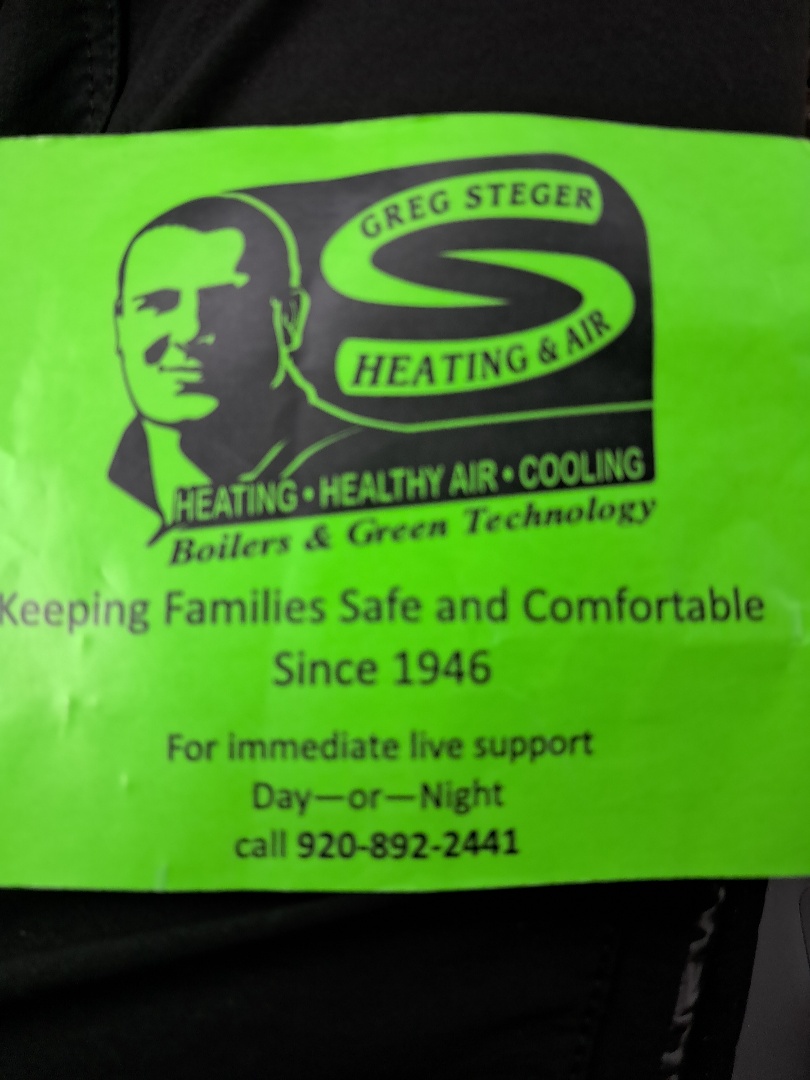 GREG STEGER
HEATING & AIR
HEATING • HEALTHY AIR • COOLING
Boilers & Green Technology
Keeping Families Safe and Comfortable
Since 1946
For immediate live support
Day—or—Night
call 920-892-2441